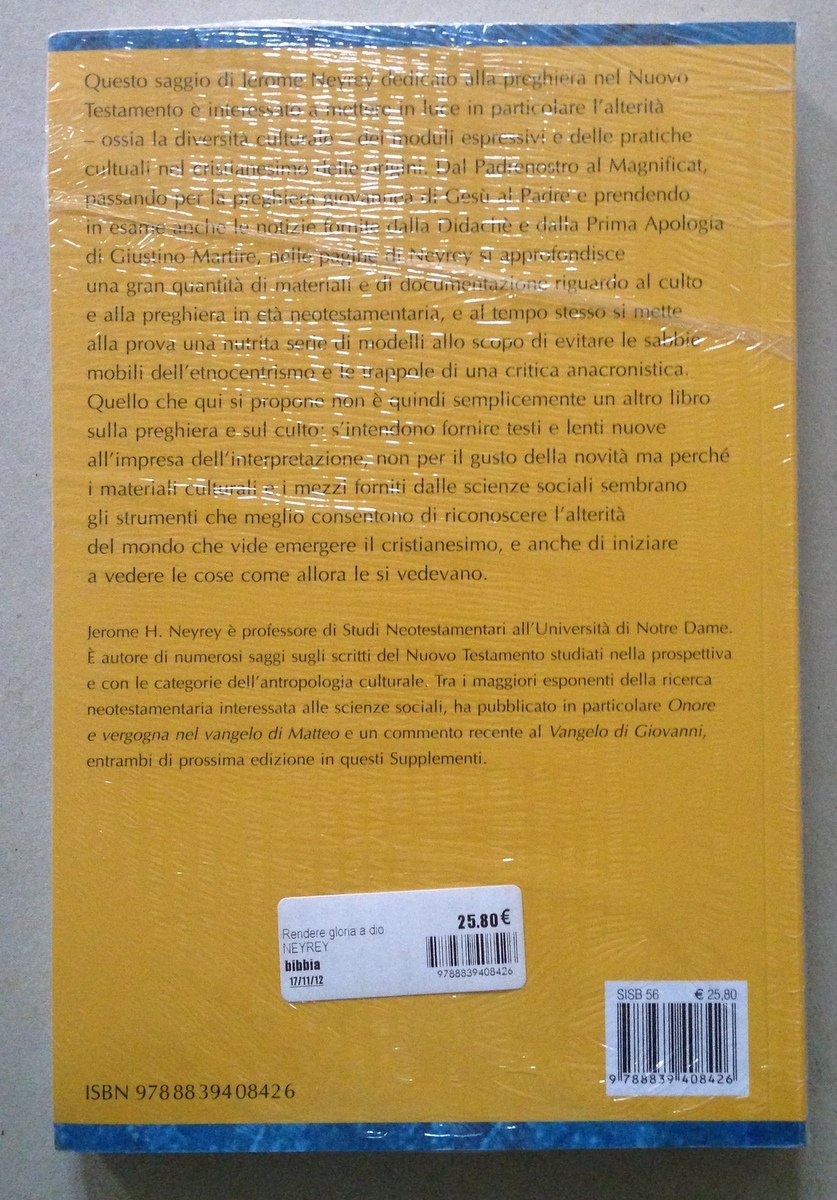 Questo saggio di Jerome Neyrey dedicato alla preghiera nel Nuovo
Testamento è interessato a mettere in luce in particolare l'alterità
– ossia la diversità culturale – dei moduli espressivi e delle pratiche
cultuali nel cristianesimo delle origini. Dal Padrenostro al Magnificat,
passando per la preghiera giovannea di Gesù al Padre e prendendo
in esame anche le notizie fornite dalla Didachè e dalla Prima Apologia
di Giustino Martire, nelle pagine di Neyrey si approfondisce
una gran quantità di materiali e di documentazione riguardo al culto
e alla preghiera in età neotestamentaria, e al tempo stesso si mette
alla prova una nutrita serie di modelli allo scopo di evitare le sabbie
mobili dell'etnocentrismo e le trappole di una critica anacronistica.
Quello che qui si propone non è quindi semplicemente un altro libro
sulla preghiera e sul culto: s'intendono fornire testi e lenti nuove
all'impresa dell'interpretazione, non per il gusto della novità ma perché
i materiali culturali e i mezzi forniti dalle scienze sociali sembrano
gli strumenti che meglio consentono di riconoscere l'alterità
del mondo che vide emergere il cristianesimo, e anche di iniziare
a vedere le cose come allora le si vedevano.
Jerome H. Neyrey è professore di Studi Neotestamentari all'Università di Notre Dame.
È autore di numerosi saggi sugli scritti del Nuovo Testamento studiati nella prospettiva
e con le categorie dell'antropologia culturale. Tra i maggiori esponenti della ricerca
neotestamentaria interessata alle scienze sociali, ha pubblicato in particolare Onore
e vergogna nel vangelo di Matteo e un commento recente al Vangelo di Giovanni,
entrambi di prossima edizione in questi Supplementi.
Rendere gloria a dio
NEYREY
bibbia
17/11/12
25.80€
9788839408426
SISB 56 € 25,80
9 788839 408426
ISBN 9788839408426